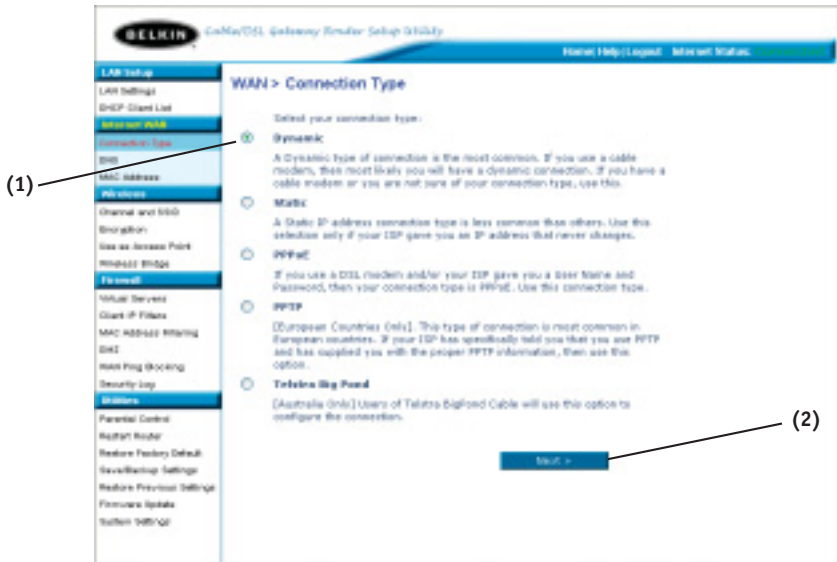 BELKIN Cable/DSL Gateway Router Setup Utility
Home| Help | Logout Internet Status:
LAN Setup
LAN Settings
DHCP Client List
Internet WAN
Connection Type
DNS
MAC Address
Wireless
Channel and SSID
Encryption
Use as Access Point
Wireless Bridge
Firewall
Virtual Servers
Client IP Filters
MAC Address Filtering
DMZ
WAN Ping Blocking
Security Log
Utilities
Parental Control
Restart Router
Restore Factory Default
Save/Backup Settings
Restore Previous Settings
Firmware Update
System Settings
WAN > Connection Type
Select your connection type:
Dynamic
A Dynamic type of connection is the most common. If you use a cable
modem, then most likely you will have a dynamic connection. If you have a
cable modem or you are not sure of your connection type, use this.
Static
A Static IP address connection type is less common than others. Use this
selection only if your ISP gave you an IP address that never changes.
PPPoE
If you use a DSL modem and/or your ISP gave you a User Name and
Password, then your connection type is PPPoE. Use this connection type.
PPTP
[European Countries Only]. This type of connection is most common in
European countries. If your ISP has specifically told you that you use PPTP
and has supplied you with the proper PPTP information, then use this
option.
Telstra Big Pond
[Australia Only] Users of Telstra BigPond Cable will use this option to
configure the connection.
Next >
(1)
(2)